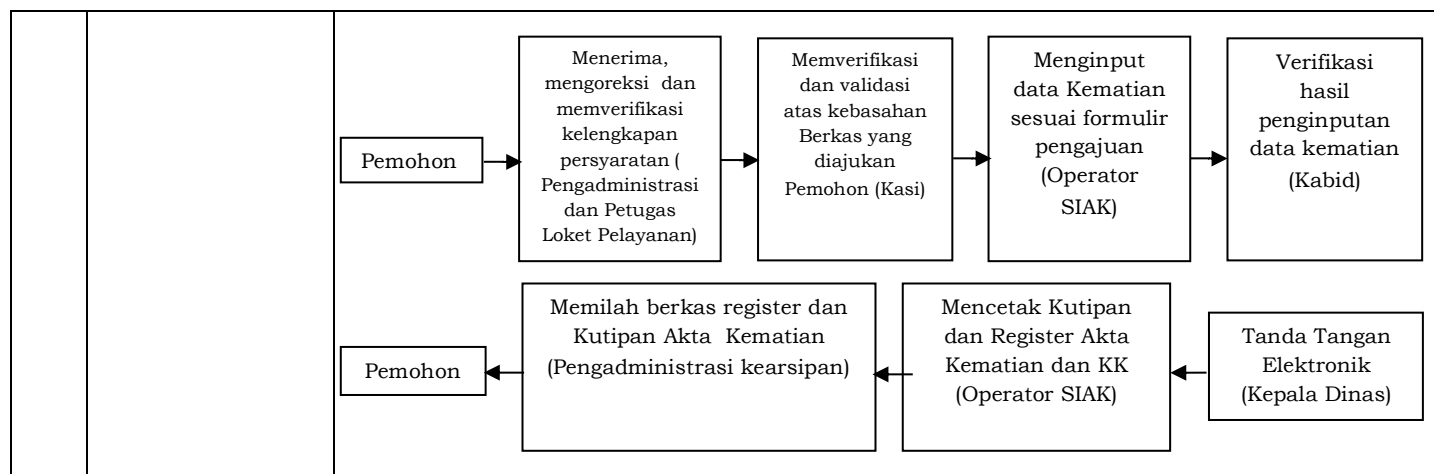 Pemohon
Menerima,
mengoreksi dan
memverifikasi
kelengkapan
persyaratan (
Pengadministrasi
dan Petugas
Loket Pelayanan)
Memverifikasi
dan validasi
atas kebasahan
Berkas yang
diajukan
Pemohon (Kasi)
Menginput
data Kematian
sesuai formulir
pengajuan
(Operator
SIAK)
Verifikasi
hasil
penginputan
data kematian
(Kabid)
Tanda Tangan
Elektronik
(Kepala Dinas)
Mencetak Kutipan
dan Register Akta
Kematian dan KK
(Operator SIAK)
Memilah berkas register dan
Kutipan Akta Kematian
(Pengadministrasi kearsipan)
Pemohon